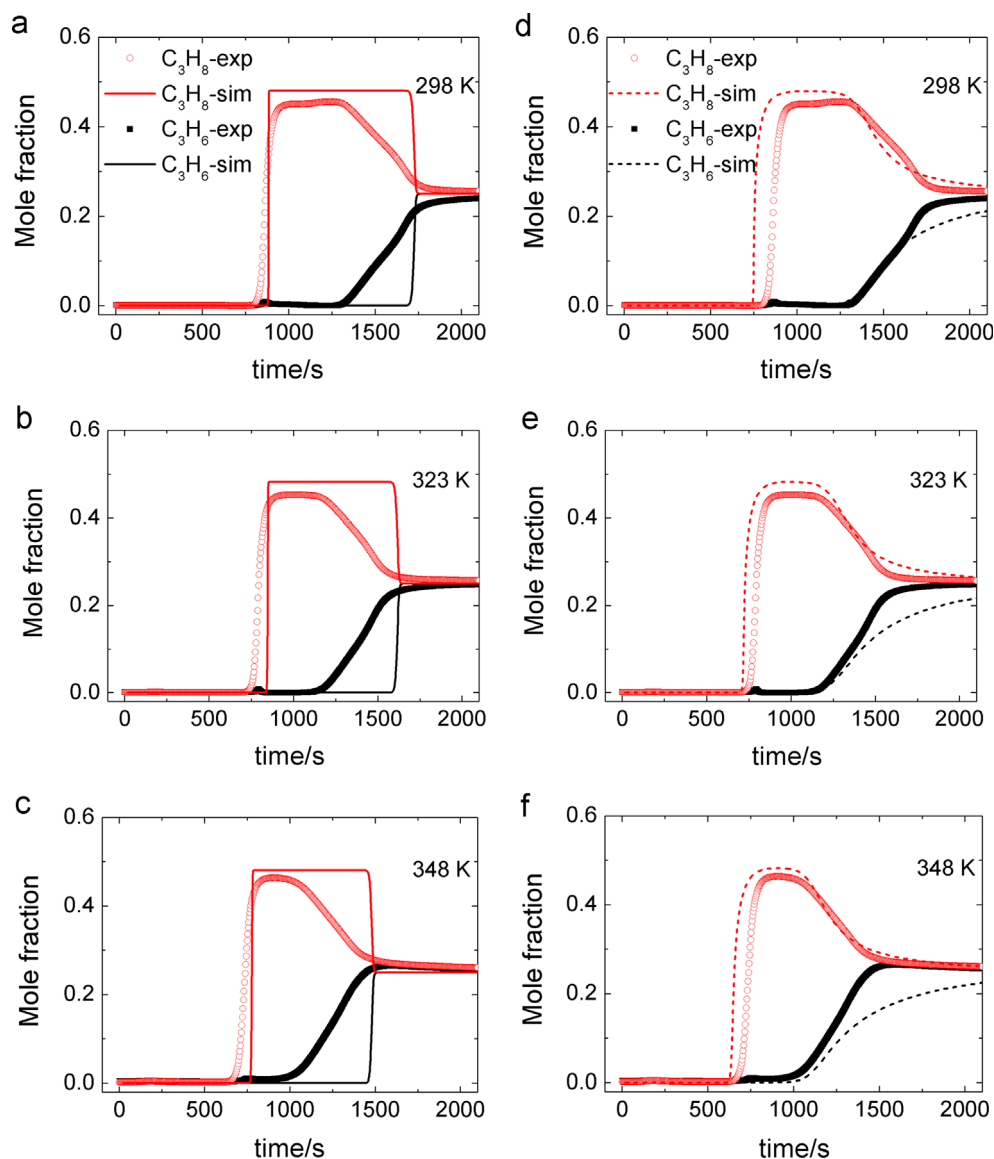 a
0.6
0.4
0.2
0.0
Mole fraction
C3H8-exp
C3H8-sim
C3H6-exp
C3H6-sim
298 K
0 500 1000 1500 2000
time/s
d
0.6
0.4
0.2
0.0
Mole fraction
C3H8-exp
C3H8-sim
C3H6-exp
C3H6-sim
298 K
0 500 1000 1500 2000
time/s
b
0.6
0.4
0.2
0.0
Mole fraction
323 K
0 500 1000 1500 2000
time/s
e
0.6
0.4
0.2
0.0
Mole fraction
323 K
0 500 1000 1500 2000
time/s
c
0.6
0.4
0.2
0.0
Mole fraction
348 K
0 500 1000 1500 2000
time/s
f
0.6
0.4
0.2
0.0
Mole fraction
348 K
0 500 1000 1500 2000
time/s